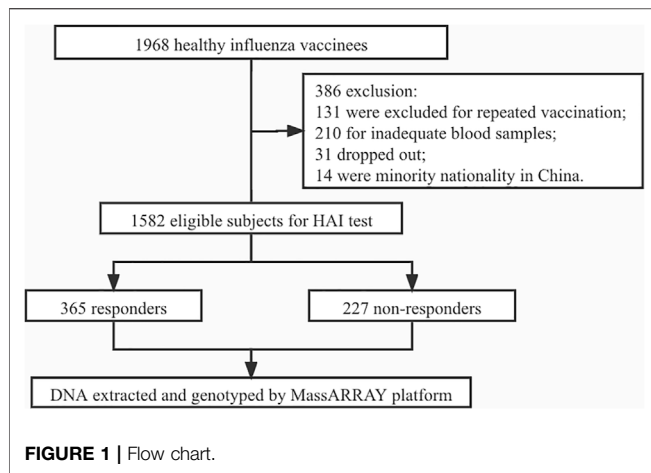 1968 healthy influenza vaccinees
386 exclusion:
131 were excluded for repeated vaccination;
210 for inadequate blood samples;
31 dropped out;
14 were minority nationality in China.
1582 eligible subjects for HAI test
365 responders
227 non-responders
DNA extracted and genotyped by MassARRAY platform
FIGURE 1 | Flow chart.